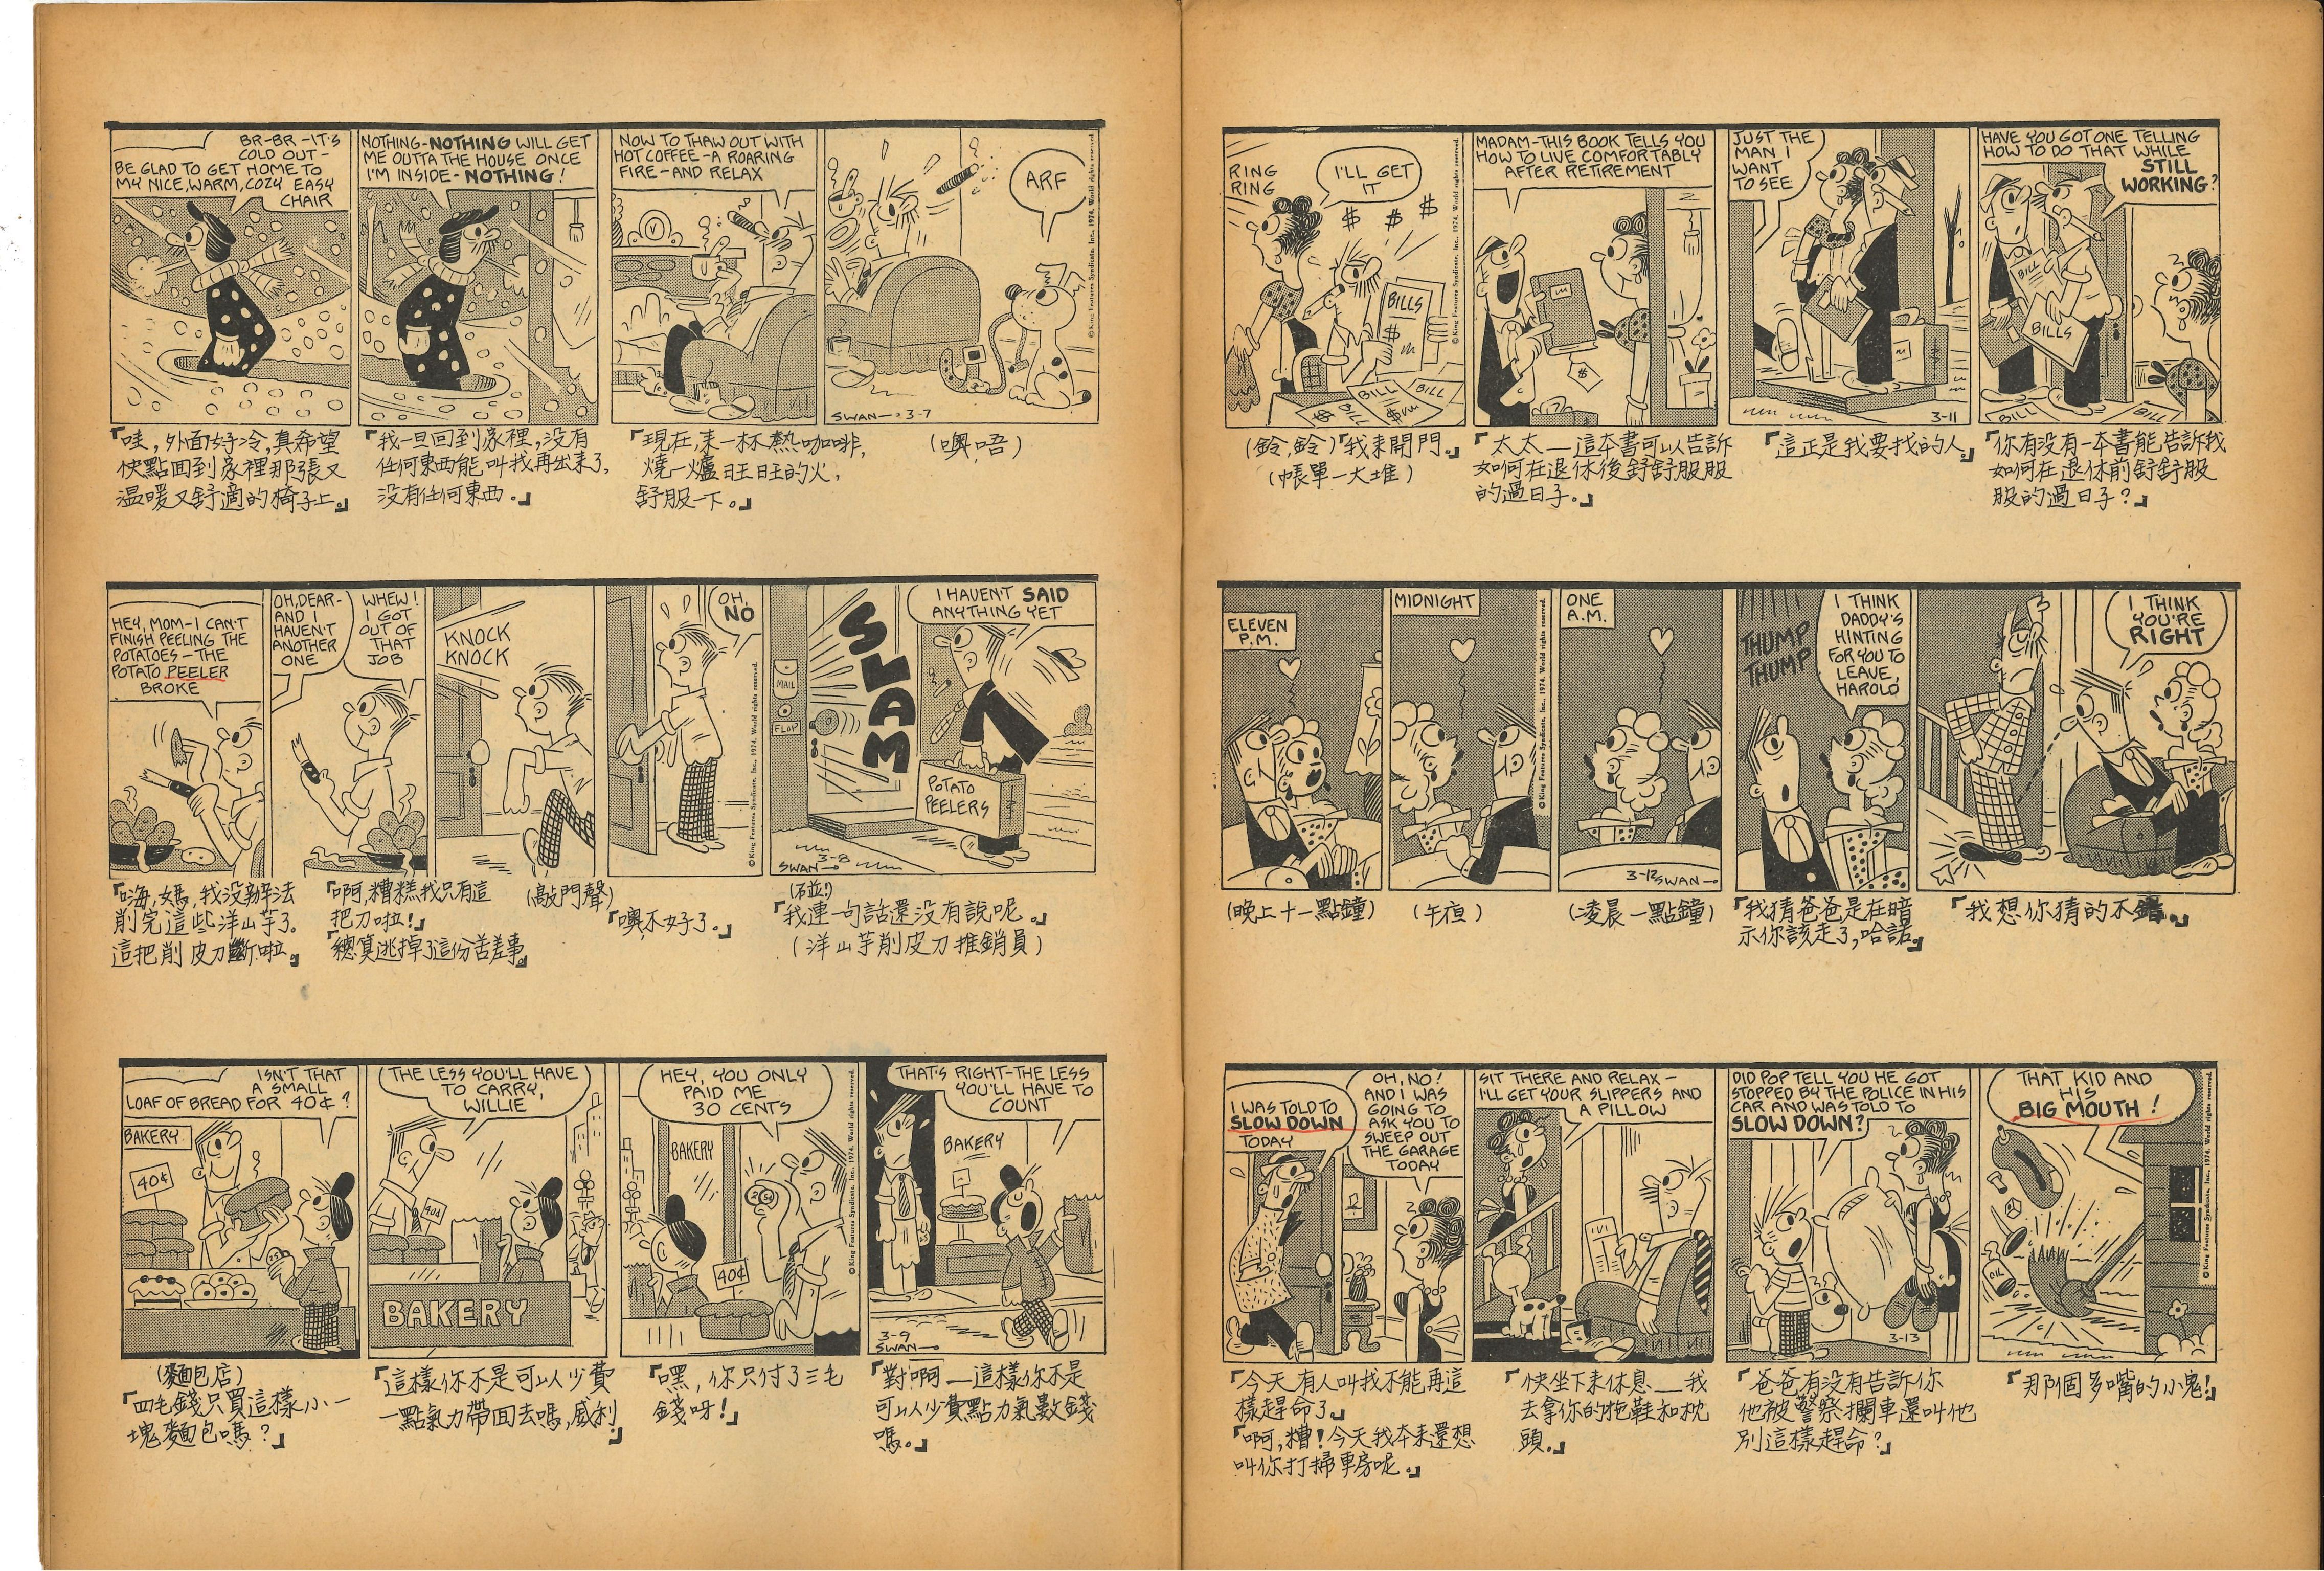 BR-BR-IT'S
COLD OUT-
BE GLAD TO GET HOME TO
MY NICE, WARM, COZY EASY
CHAIR
NOTHING-NOTHING WILL GET
ME OUTTA THE HOUSE ONCE
I'M INSIDE-NOTHING!
NOW TO THAW OUT WITH
HOT COFFEE-A ROARING
FIRE-AND RELAX
ARF
SWAN 3-7
© King Features Syndicate, Inc., 1974. World rights reserved.
『哇,外面好冷,真希望
快點回到家裡那張又
温暖又舒適的椅子上。』
『我一旦回到家裡,没有
任何東西能叫我再出来了,
没有任何東西。』
『現在,来一杯熱咖啡,
燒一爐旺旺的火,
舒服一下。』
(噢唔)
HEY, MOM-I CAN'T
FINISH PEELING THE
POTATOES-THE
POTATO PEELER
BROKE
OH, DEAR-
AND I
HAVEN'T
ANOTHER
ONE
WHEW!
I GOT
OUT OF
THAT
JOB
KNOCK
KNOCK
OH,
NO
© King Features Syndicate, Inc., 1974. World rights reserved.
MAIL
FLOP
SLAM
I HAVEN'T SAID
ANYTHING YET
POTATO
PEELERS
3-8
SWAN
『嗨,媽,我没辦法
削完這些洋山芋了。
這把削皮刀斷啦。』
『啊,糟糕我只有這
把刀啦!』
『總算逃掉了這份苦差事。』
(敲門聲)
『噢不好了。』
(碰!)
『我連一句話還没有說呢。』
(洋山芋削皮刀推銷員)
ISN'T THAT
A SMALL
LOAF OF BREAD FOR 40¢?
BAKERY
40¢
THE LESS YOU'LL HAVE
TO CARRY,
WILLIE
40¢
BAKERY
HEY, YOU ONLY
PAID ME
30 CENTS
BAKERY
40¢
© King Features Syndicate, Inc., 1974. World rights reserved.
THAT'S RIGHT-THE LESS
YOU'LL HAVE TO
COUNT
BAKERY
3-9
SWAN
(麵包店)
『四毛錢只買這樣小一
塊麵包嗎?』
『這樣你不是可以少費
一點氣力帶回去嗎,威利』
『嘿,你只付了三毛
錢呀!』
『對啊—這樣你不是
可以少費點力氣數錢
嗎。』
RING
RING
I'LL GET
IT
$ $ $
BILLS
$
BILL
BILL
© King Features Syndicate, Inc., 1974. World rights reserved.
MADAM-THIS BOOK TELLS YOU
HOW TO LIVE COMFORTABLY
AFTER RETIREMENT
$
JUST THE
MAN I
WANT
TO SEE
3-11
HAVE YOU GOT ONE TELLING
HOW TO DO THAT WHILE
STILL
WORKING?
BILL
BILLS
BILL
BILL
(鈴,鈴)『我来開門。』
(帳單一大堆)
『太太—這本書可以告訴
如何在退休後舒舒服服
的過日子。』
『這正是我要找的人。』
『你有没有一本書能告訴我
如何在退休前舒舒服
服的過日子?』
ELEVEN
P.M.
MIDNIGHT
© King Features Syndicate, Inc., 1974. World rights reserved.
ONE
A.M.
3-12 SWAN
THUMP
THUMP
I THINK
DADDY'S
HINTING
FOR YOU TO
LEAVE,
HAROLD
I THINK
YOU'RE
RIGHT
(晚上十一點鐘)
(午夜)
(凌晨一點鐘)
『我猜爸爸是在暗
示你該走了,哈諾』
『我想你猜的不錯。』
I WAS TOLD TO
SLOW DOWN
TODAY
OH, NO!
AND I WAS
GOING TO
ASK YOU TO
SWEEP OUT
THE GARAGE
TODAY
SIT THERE AND RELAX-
I'LL GET YOUR SLIPPERS AND
A PILLOW
DID POP TELL YOU HE GOT
STOPPED BY THE POLICE IN HIS
CAR AND WAS TOLD TO
SLOW DOWN?
3-13
THAT KID AND
HIS
BIG MOUTH!
OIL
© King Features Syndicate, Inc., 1974. World rights reserved.
『今天有人叫我不能再這
樣趕命了。』
『啊,糟!今天我本来還想
叫你打掃車房呢。』
『快坐下来休息—我
去拿你的拖鞋和枕
頭。』
『爸爸有没有告訴你
他被警察攔車還叫他
別這樣趕命?』
『那個多嘴的小鬼!』